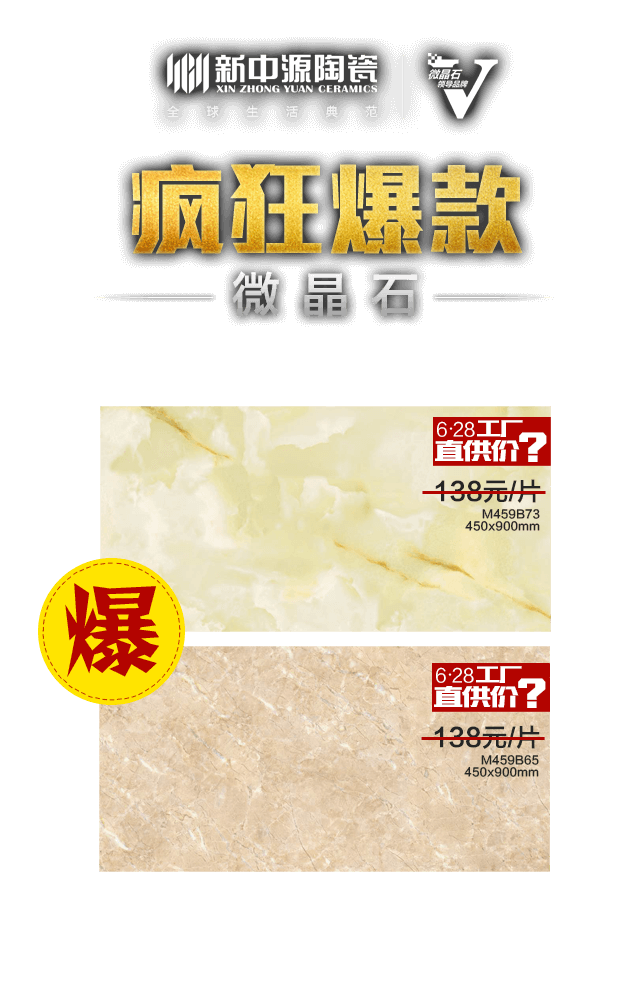 新中源陶瓷
XIN ZHONG YUAN CERAMICS
全球生活典范
微晶石
领导品牌
V
疯狂爆款
微晶石
6·28工厂
直供价?
138元/片
M459B73
450x900mm
爆
6·28工厂
直供价?
138元/片
M459B65
450x900mm